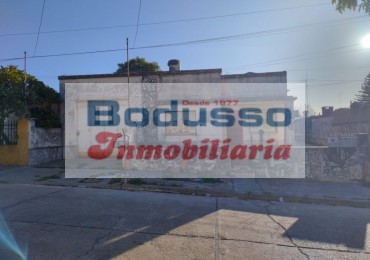 Desde 1977
Bodusso
Inmobiliaria